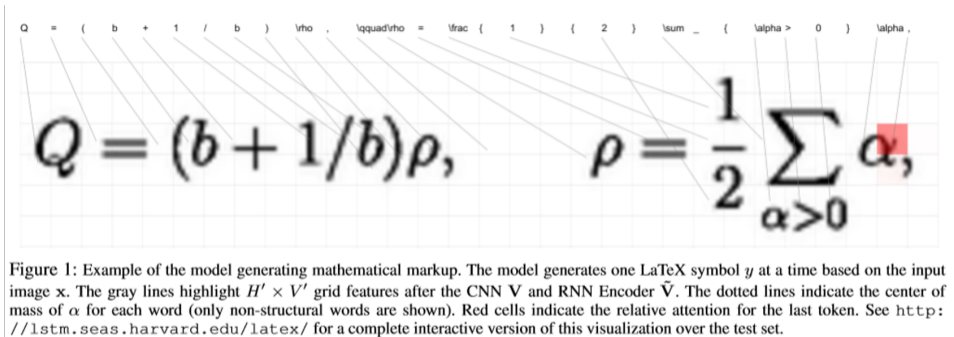 Q = ( b + 1 / b ) \rho , \qquad\rho = \frac { 1 } { 2 } \sum _ { \alpha > 0 } \alpha ,
Q = (b + 1/b)ρ, ρ = 1/2 ∑ α>0 α,
Figure 1: Example of the model generating mathematical markup. The model generates one LaTeX symbol y at a time based on the input
image x. The gray lines highlight H′ × V′ grid features after the CNN V and RNN Encoder Ṽ. The dotted lines indicate the center of
mass of α for each word (only non-structural words are shown). Red cells indicate the relative attention for the last token. See http:
//lstm.seas.harvard.edu/latex/ for a complete interactive version of this visualization over the test set.